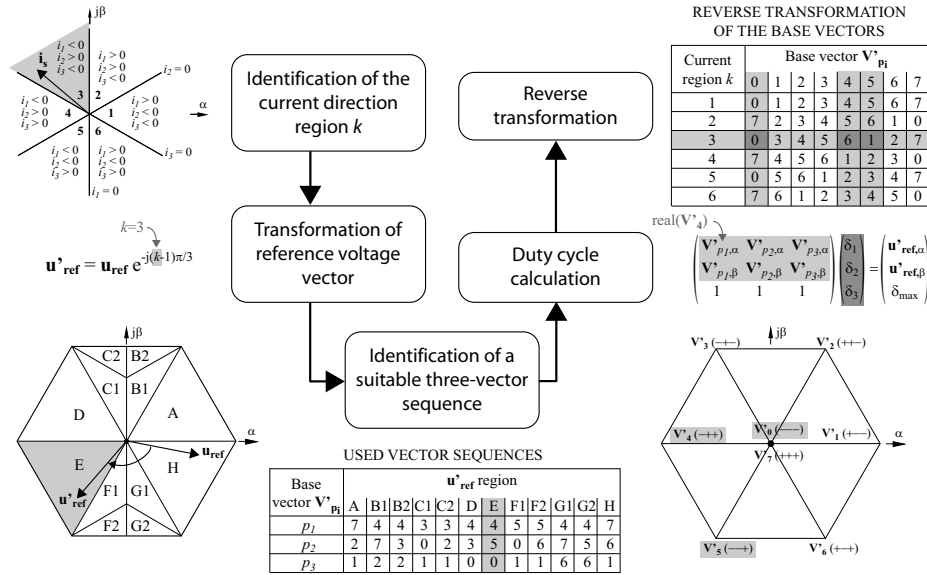 jβ
i₁ < 0
i₂ > 0
i₃ < 0
i_s
i₁ > 0
i₂ > 0
i₃ < 0
i₂ = 0
3 2
i₁ < 0
i₂ > 0
i₃ > 0
4 1
i₁ > 0
i₂ < 0
i₃ < 0
α
5 6
i₁ < 0
i₂ < 0
i₃ > 0
i₁ > 0
i₂ < 0
i₃ > 0
i₃ = 0
i₁ = 0
Identification of the
current direction
region k
Reverse
transformation
REVERSE TRANSFORMATION
OF THE BASE VECTORS
Current region k | Base vector V'pᵢ
0 1 2 3 4 5 6 7
1 0 1 2 3 4 5 6 7
2 7 2 3 4 5 6 1 0
3 0 3 4 5 6 1 2 7
4 7 4 5 6 1 2 3 0
5 0 5 6 1 2 3 4 7
6 7 6 1 2 3 4 5 0
k=3
u'ref = uref e^-j(k-1)π/3
Transformation of
reference voltage
vector
Duty cycle
calculation
real(V'₄)
V'p₁,α V'p₂,α V'p₃,α δ₁ u'ref,α
V'p₁,β V'p₂,β V'p₃,β δ₂ = u'ref,β
1 1 1 δ₃ δmax
Identification of a
suitable three-vector
sequence
jβ
C2 B2
C1 B1
D A
α
E H
uref
u'ref
F1 G1
F2 G2
USED VECTOR SEQUENCES
Base vector V'pᵢ | u'ref region
A B1 B2 C1 C2 D E F1 F2 G1 G2 H
p₁ 7 4 4 3 3 4 4 5 5 4 4 7
p₂ 2 7 3 0 2 3 5 0 6 7 5 6
p₃ 1 2 2 1 1 0 0 1 1 6 6 1
jβ
V'₃ (−+−) V'₂ (++−)
V'₄ (−++) V'₀ (−−−) V'₁ (+−−) α
V'₇ (+++)
V'₅ (−−+) V'₆ (+−+)